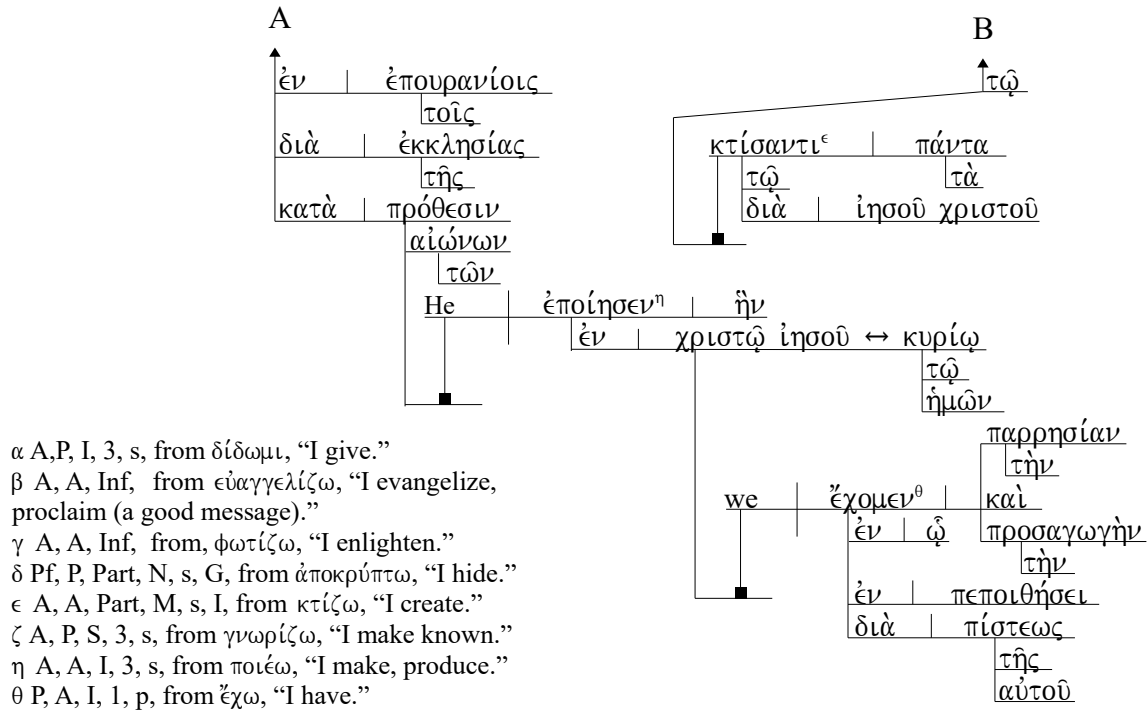 A
B
ἐν ἐπουρανίοις
τῷ
τοῖς
διὰ ἐκκλησίας
κτίσαντιᵋ πάντα
τῆς
τῷ
τὰ
κατὰ πρόθεσιν
διὰ ἰησοῦ χριστοῦ
αἰώνων
τῶν
He ἐποίησενη ἣν
ἐν χριστῷ ἰησοῦ ↔ κυρίῳ
τῷ
ἡμῶν
παρρησίαν
τὴν
we ἔχομενθ καὶ
ἐν ᾧ
προσαγωγὴν
τὴν
ἐν πεποιθήσει
διὰ πίστεως
τῆς
αὐτοῦ
α A,P, I, 3, s, from δίδωμι, “I give.”
β A, A, Inf, from εὐαγγελίζω, “I evangelize,
proclaim (a good message).”
γ A, A, Inf, from, φωτίζω, “I enlighten.”
δ Pf, P, Part, N, s, G, from ἀποκρύπτω, “I hide.”
ϵ A, A, Part, M, s, I, from κτίζω, “I create.”
ζ A, P, S, 3, s, from γνωρίζω, “I make known.”
η A, A, I, 3, s, from ποιέω, “I make, produce.”
θ P, A, I, 1, p, from ἔχω, “I have.”